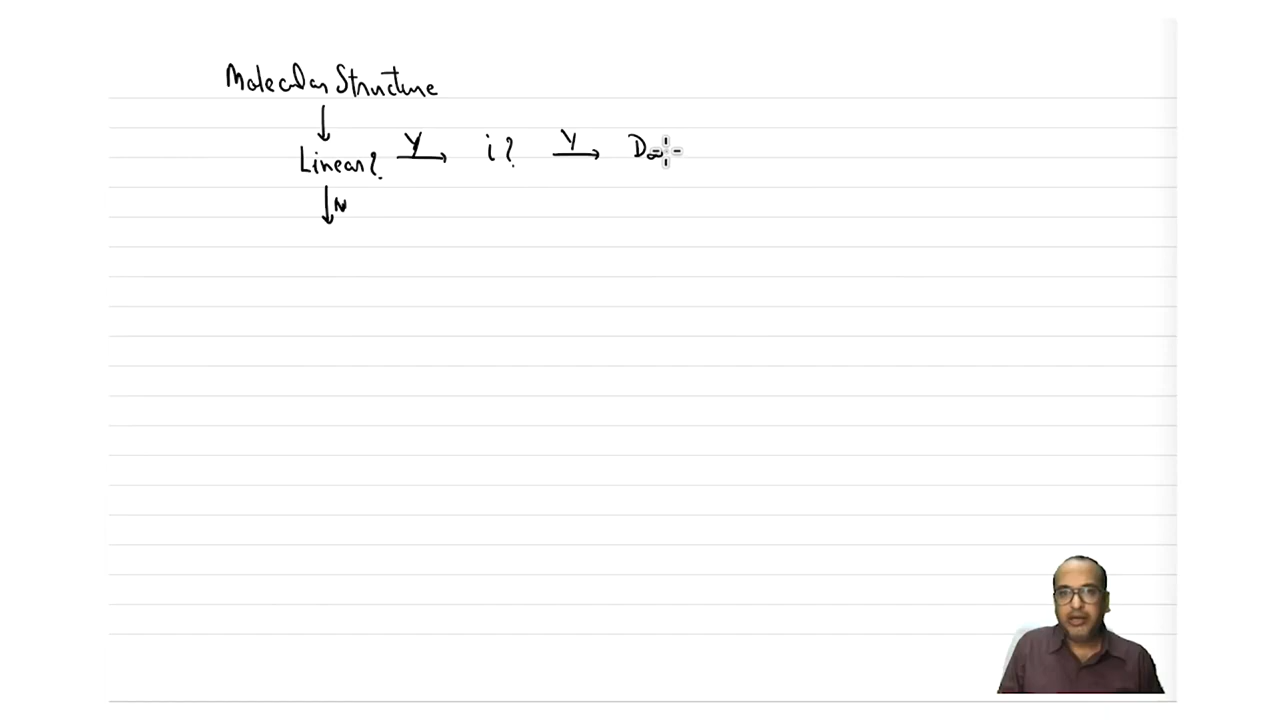 Molecular Structure
↓
Linear? Y→ i? Y→ D∞
↓N